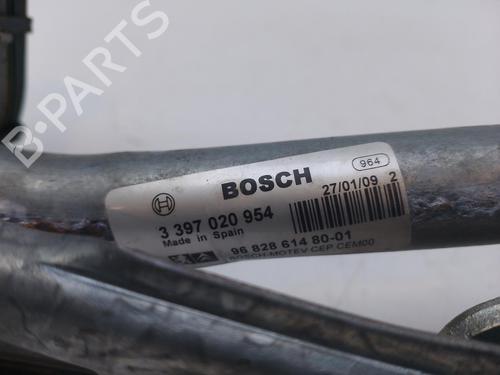 B-PARTS
964
BOSCH
27/01/09 2
3 397 020 954
Made in Spain
96 828 614 80-01
BOSCH-MOTEV CEP CEM00